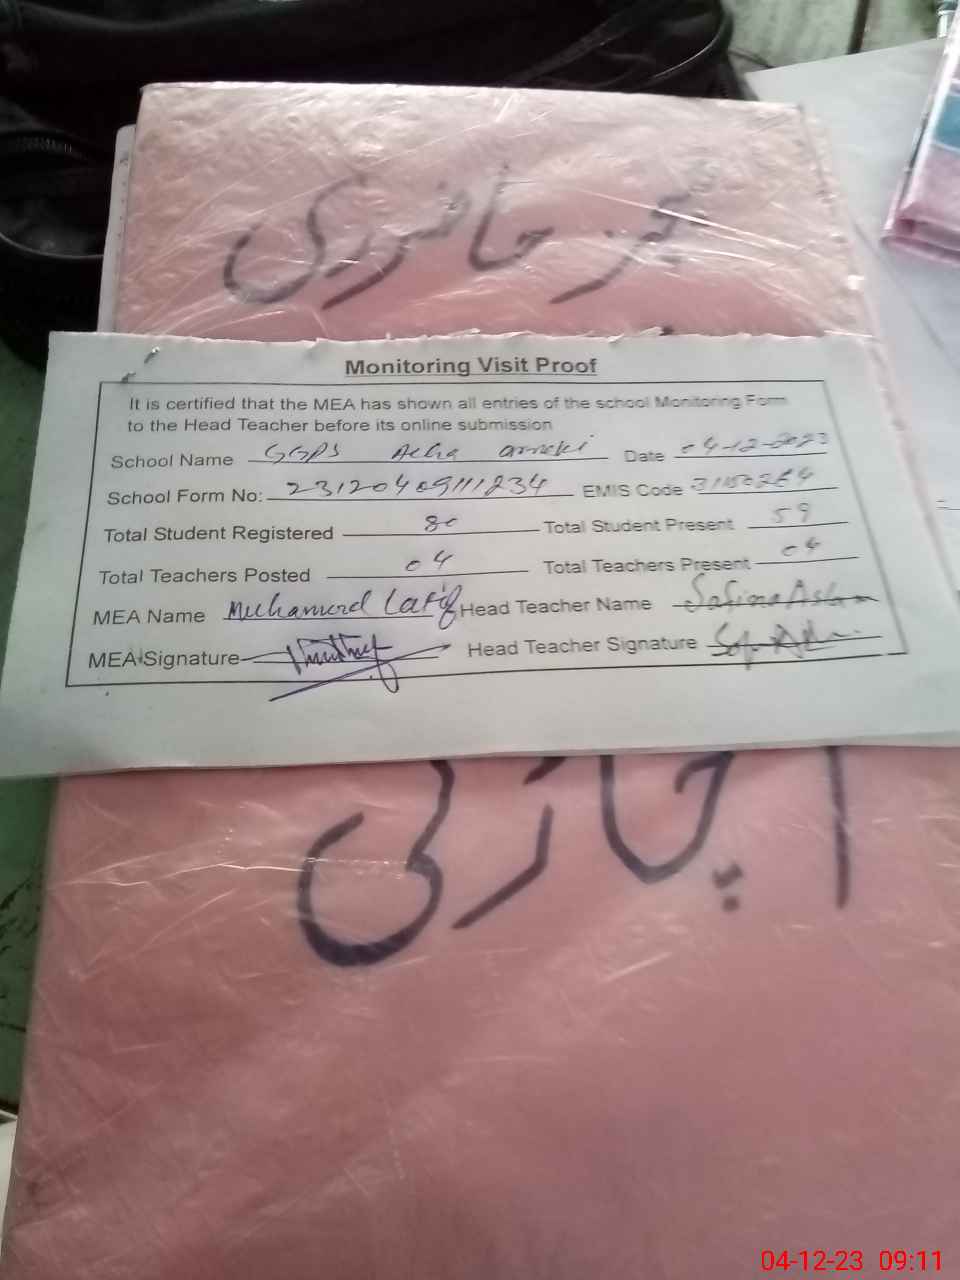 رجسٹر حاضری
Monitoring Visit Proof
It is certified that the MEA has shown all entries of the school Monitoring Form
to the Head Teacher before its online submission
School Name GGPS Date 04-12-2023
School Form No: 23120409111234 EMIS Code
Total Student Registered 80 Total Student Present 59
Total Teachers Posted 04 Total Teachers Present 04
MEA Name Muhammad Latif Head Teacher Name Aslam
MEA Signature Head Teacher Signature
04-12-23 09:11